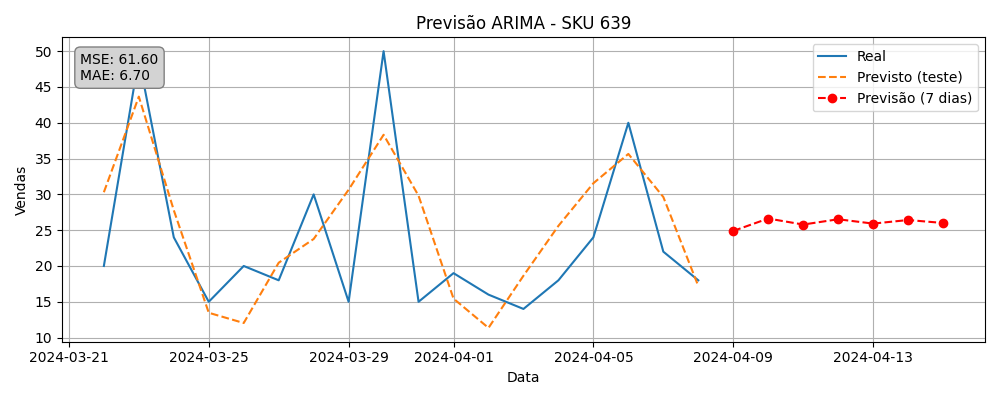 Previsão ARIMA - SKU 639
MSE: 61.60
MAE: 6.70
Real
Previsto (teste)
Previsão (7 dias)
Vendas
50
45
40
35
30
25
20
15
10
2024-03-21 2024-03-25 2024-03-29 2024-04-01 2024-04-05 2024-04-09 2024-04-13
Data